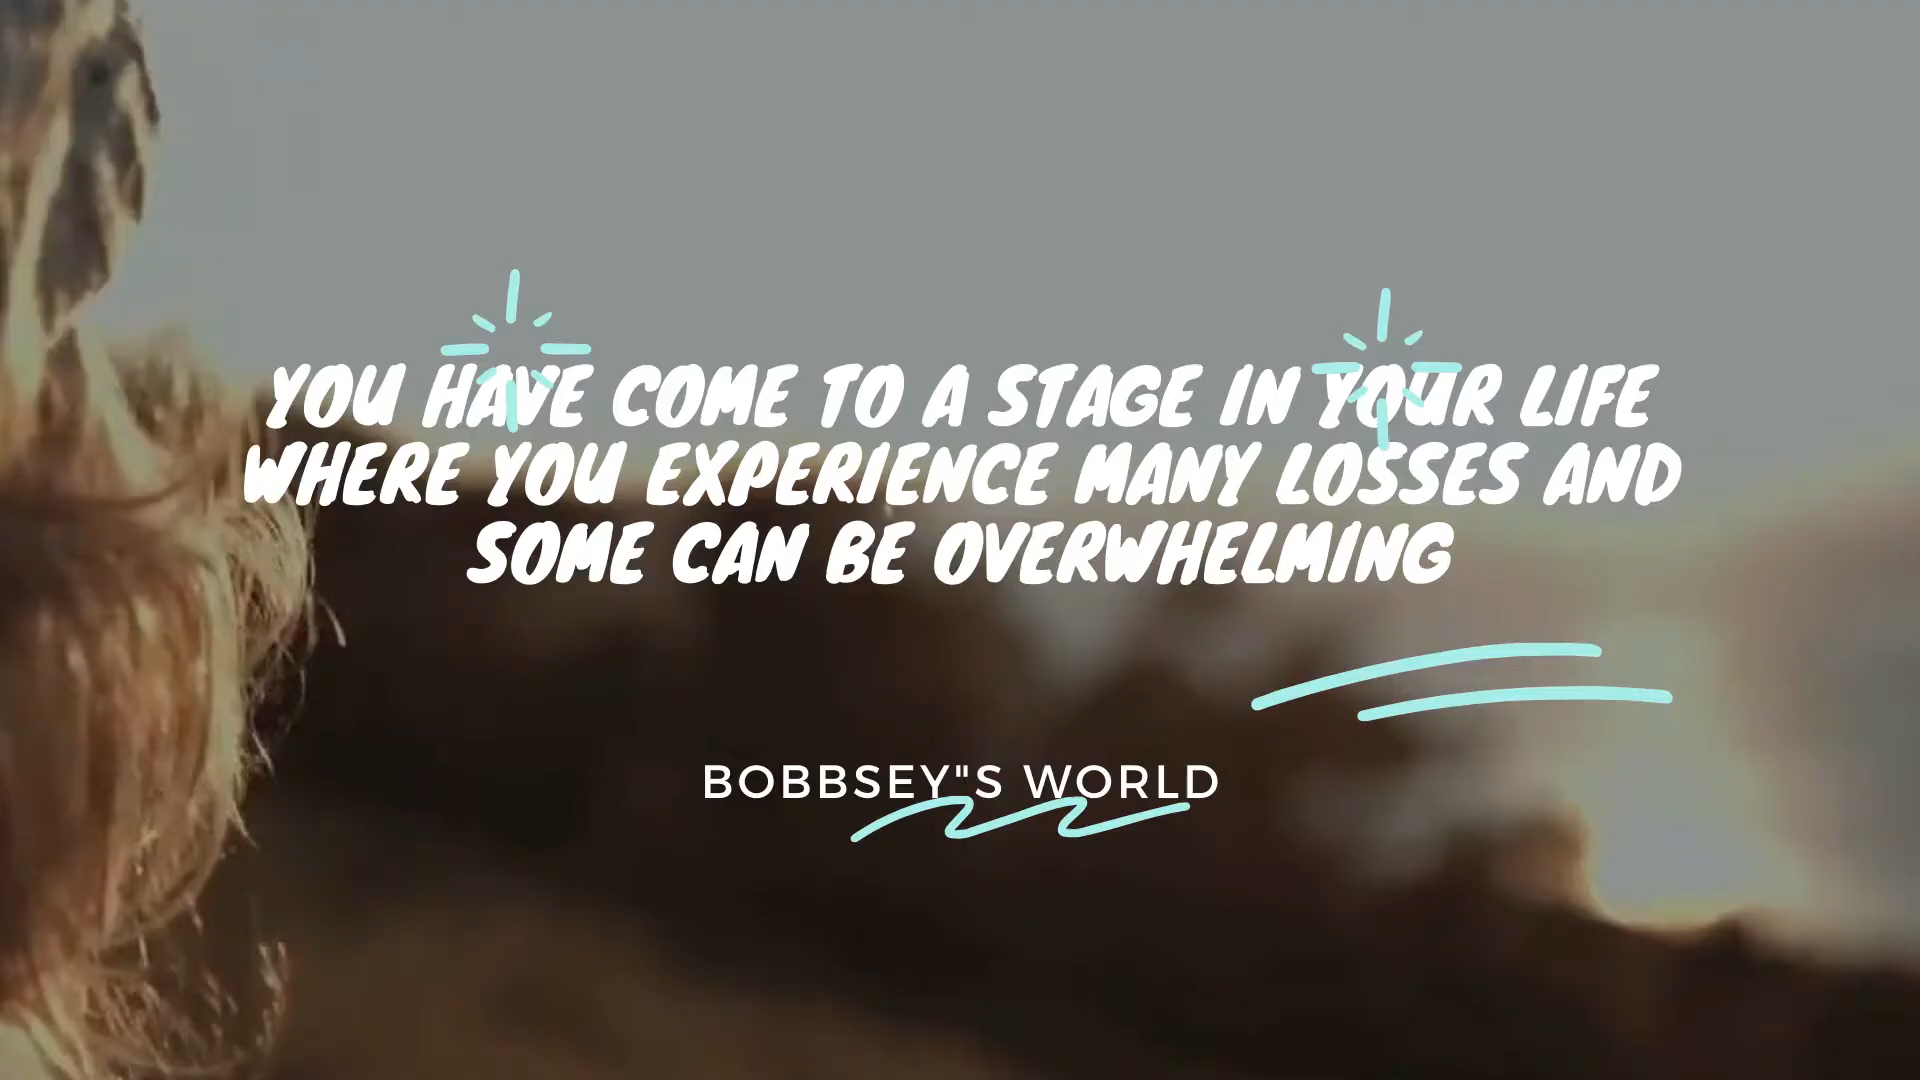 YOU HAVE COME TO A STAGE IN YOUR LIFE
WHERE YOU EXPERIENCE MANY LOSSES AND
SOME CAN BE OVERWHELMING
BOBBSEY"S WORLD